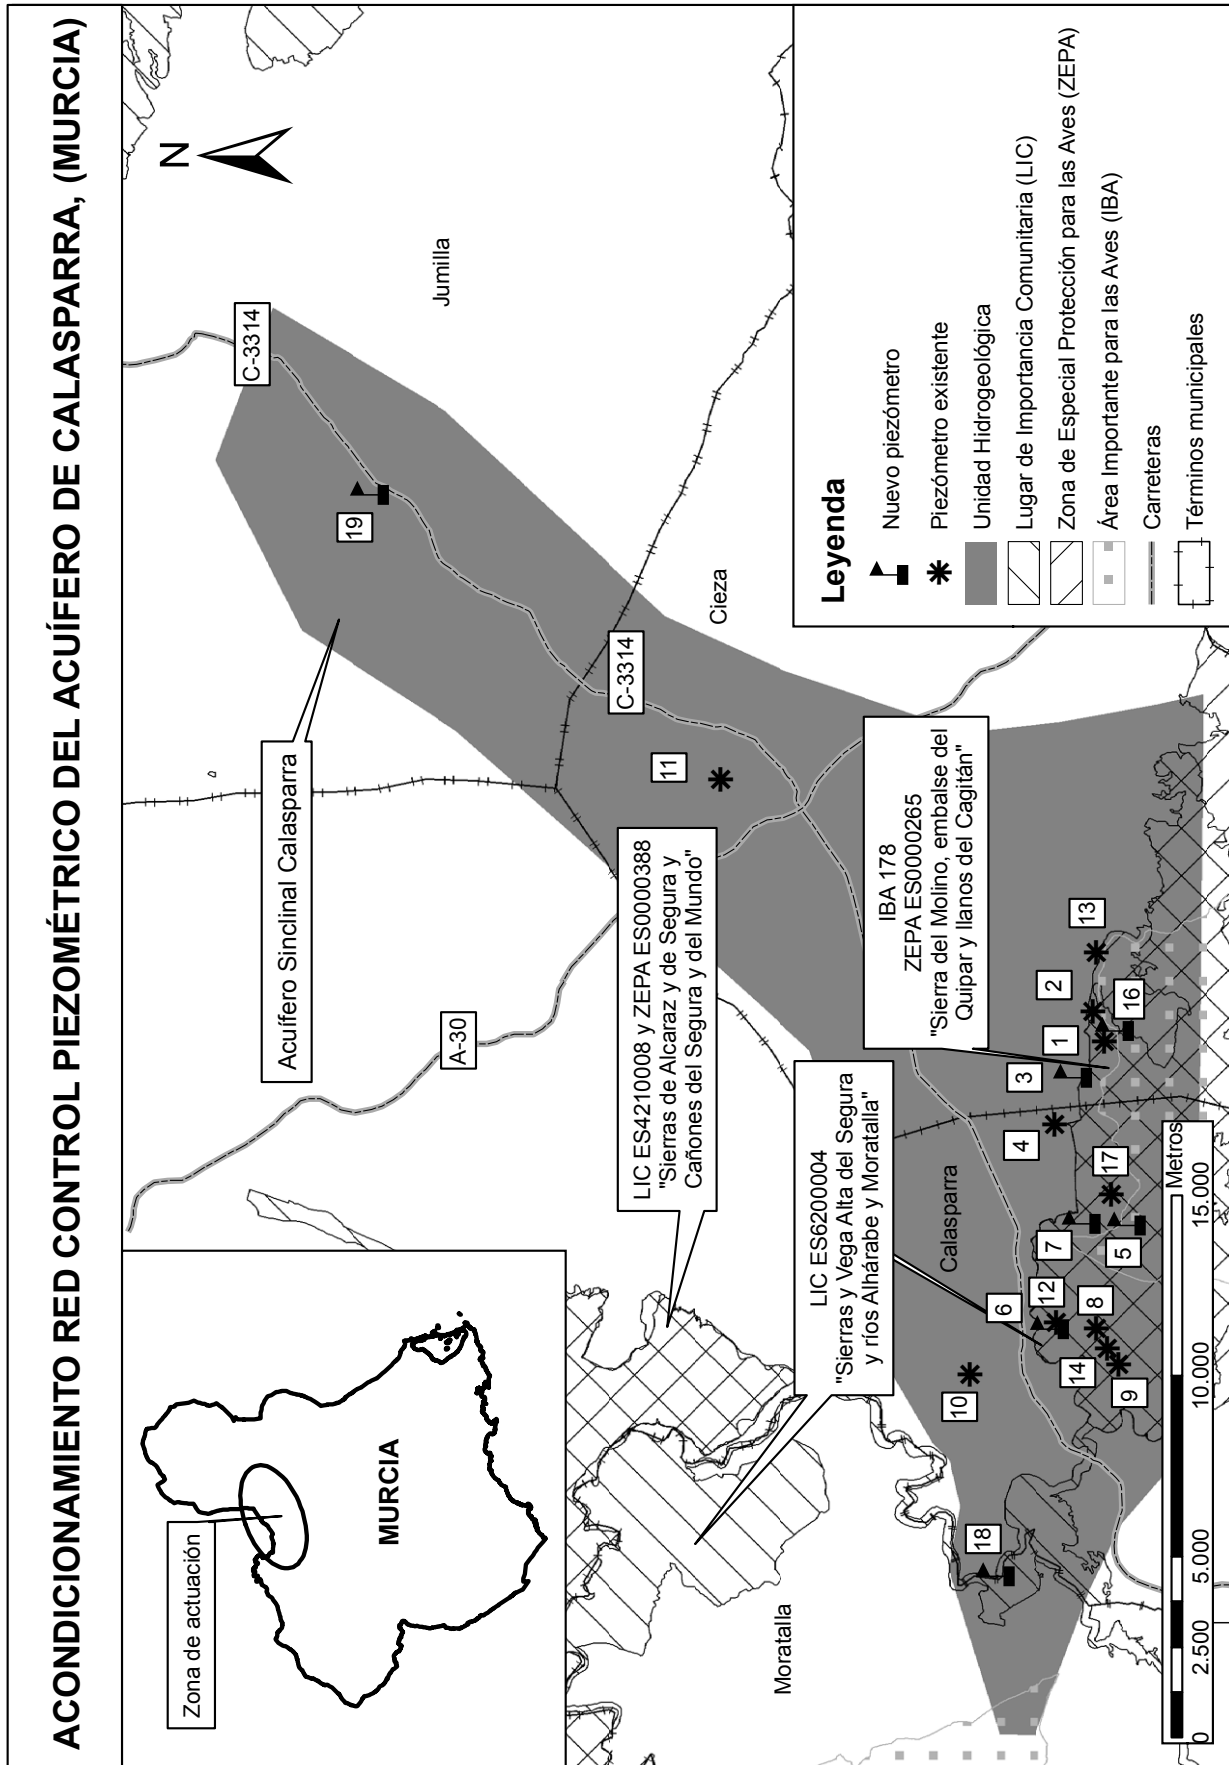 ACONDICIONAMIENTO RED CONTROL PIEZOMÉTRICO DEL ACUÍFERO DE CALASPARRA, (MURCIA)
Zona de actuación
MURCIA
N
A-30
Acuífero Sinclinal Calasparra
C-3314
19
Jumilla
LIC ES4210008 y ZEPA ES0000388
"Sierras de Alcaraz y de Segura y
Cañones del Segura y del Mundo"
11
C-3314
Cieza
Moratalla
LIC ES6200004
"Sierras y Vega Alta del Segura
y ríos Alhárabe y Moratalla"
IBA 178
ZEPA ES0000265
"Sierra del Molino, embalse del
Quipar y llanos del Cagitán"
Calasparra
18
10
6
12
14
8
9
7
5
17
4
3
1
2
16
13
Leyenda
Nuevo piezómetro
Piezómetro existente
Unidad Hidrogeológica
Lugar de Importancia Comunitaria (LIC)
Zona de Especial Protección para las Aves (ZEPA)
Área Importante para las Aves (IBA)
Carreteras
Términos municipales
Metros
0 2.500 5.000 10.000 15.000